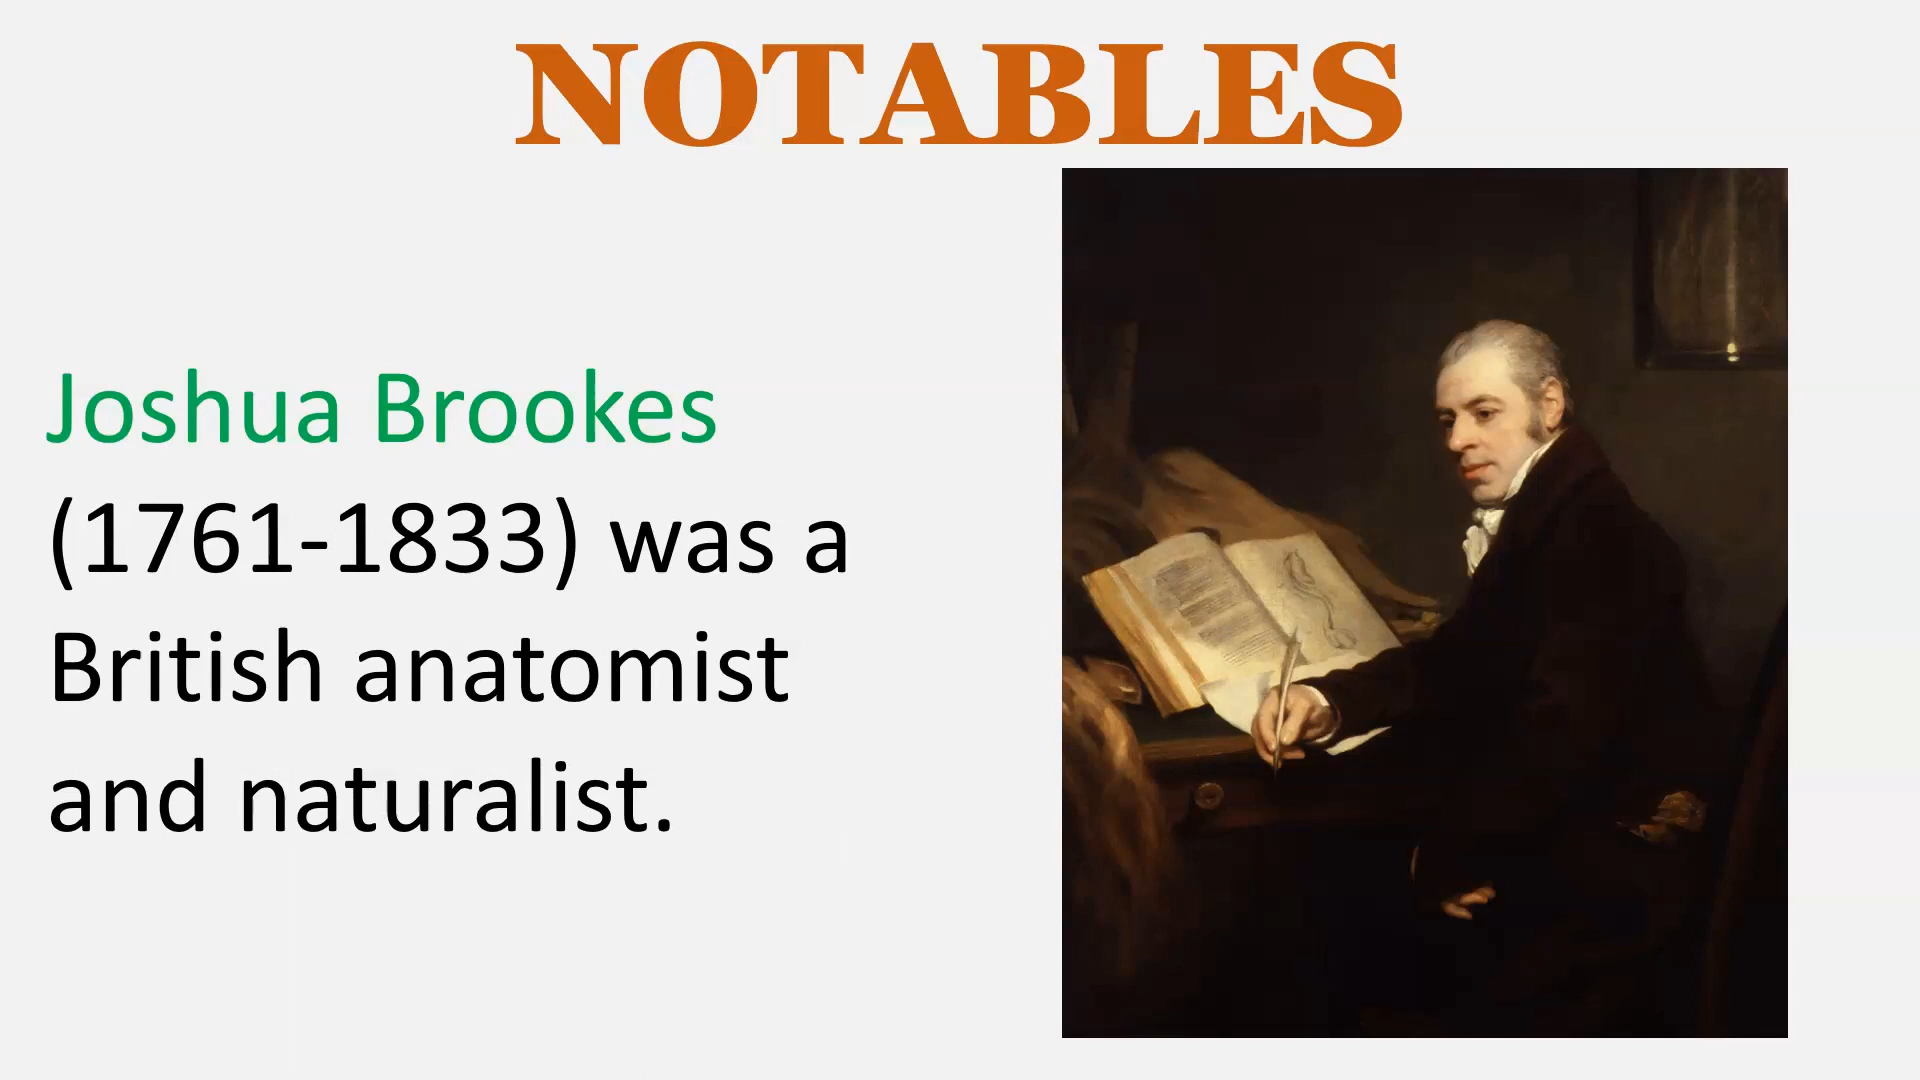 NOTABLES
Joshua Brookes
(1761-1833) was a
British anatomist
and naturalist.